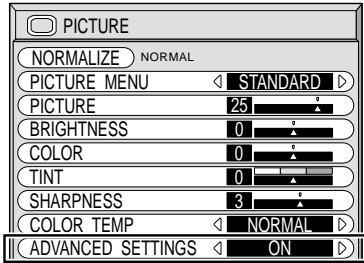 PICTURE
NORMALIZE NORMAL
PICTURE MENU STANDARD
PICTURE 25
BRIGHTNESS 0
COLOR 0
TINT 0
SHARPNESS 3
COLOR TEMP NORMAL
ADVANCED SETTINGS ON